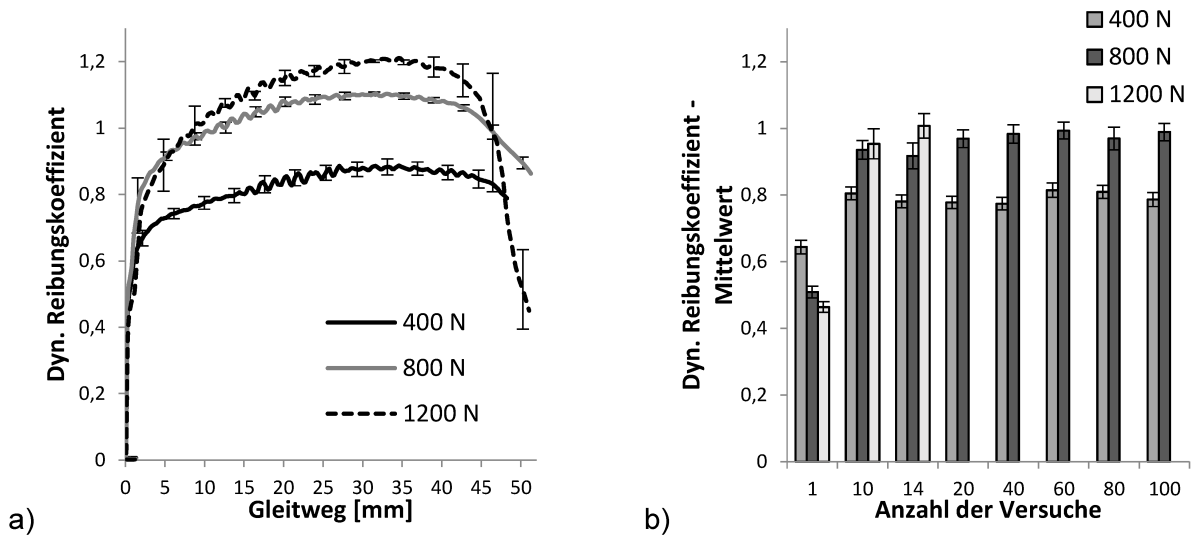 a)
Dyn. Reibungskoeffizient
1,2
1
0,8
0,6
0,4
0,2
0
0 5 10 15 20 25 30 35 40 45 50
Gleitweg [mm]
400 N
800 N
1200 N
b)
Dyn. Reibungskoeffizient -
Mittelwert
1,2
1
0,8
0,6
0,4
0,2
0
1 10 14 20 40 60 80 100
Anzahl der Versuche
400 N
800 N
1200 N